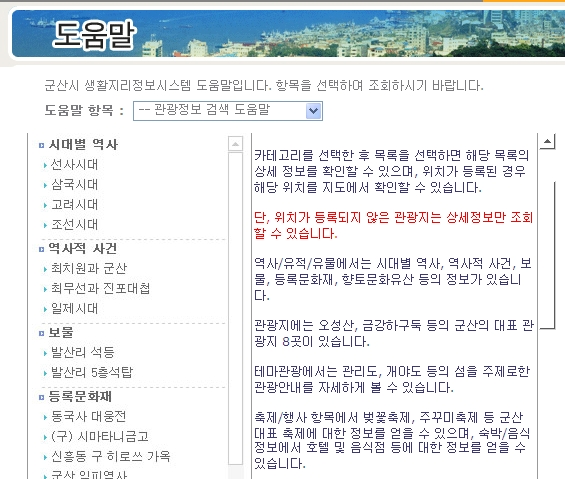 도움말
군산시 생활지리정보시스템 도움말입니다. 항목을 선택하여 조회하시기 바랍니다.
도움말 항목 : -- 관광정보 검색 도움말
시대별 역사
선사시대
삼국시대
고려시대
조선시대
역사적 사건
최치원과 군산
최무선과 진포대첩
일제시대
보물
발산리 석등
발산리 5층석탑
등록문화재
동국사 대웅전
(구) 시마타니금고
신흥동 구 히로쓰 가옥
군산 임피역사
카테고리를 선택한 후 목록을 선택하면 해당 목록의
상세 정보를 확인할 수 있으며, 위치가 등록된 경우
해당 위치를 지도에서 확인할 수 있습니다.
단, 위치가 등록되지 않은 관광지는 상세정보만 조회
할 수 있습니다.
역사/유적/유물에서는 시대별 역사, 역사적 사건, 보
물, 등록문화재, 향토문화유산 등의 정보가 있습니
다.
관광지에는 오성산, 금강하구둑 등의 군산의 대표 관
광지 8곳이 있습니다.
테마관광에서는 관리도, 개야도 등의 섬을 주제로한
관광안내를 자세하게 볼 수 있습니다.
축제/행사 항목에서 벚꽃축제, 주꾸미축제 등 군산
대표 축제에 대한 정보를 얻을 수 있으며, 숙박/음식
정보에서 호텔 및 음식점 등에 대한 정보를 얻을 수
있습니다.